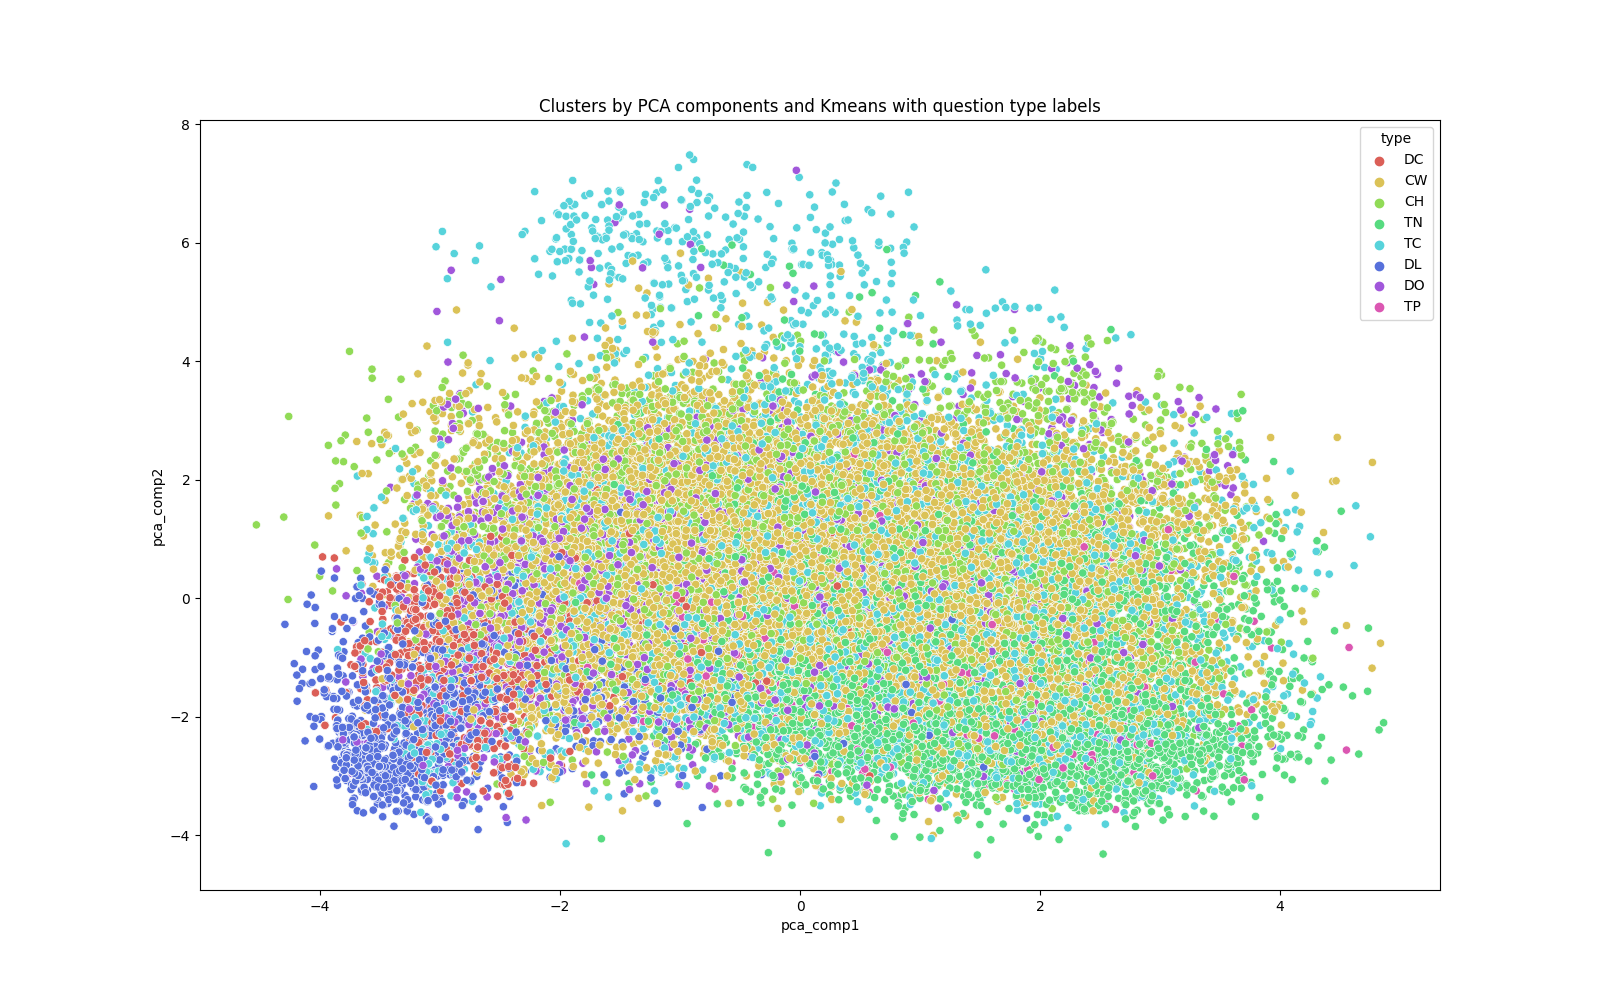 Clusters by PCA components and Kmeans with question type labels
type
DC
CW
CH
TN
TC
DL
DO
TP
pca_comp2
8
6
4
2
0
−2
−4
−4
−2
0
2
4
pca_comp1